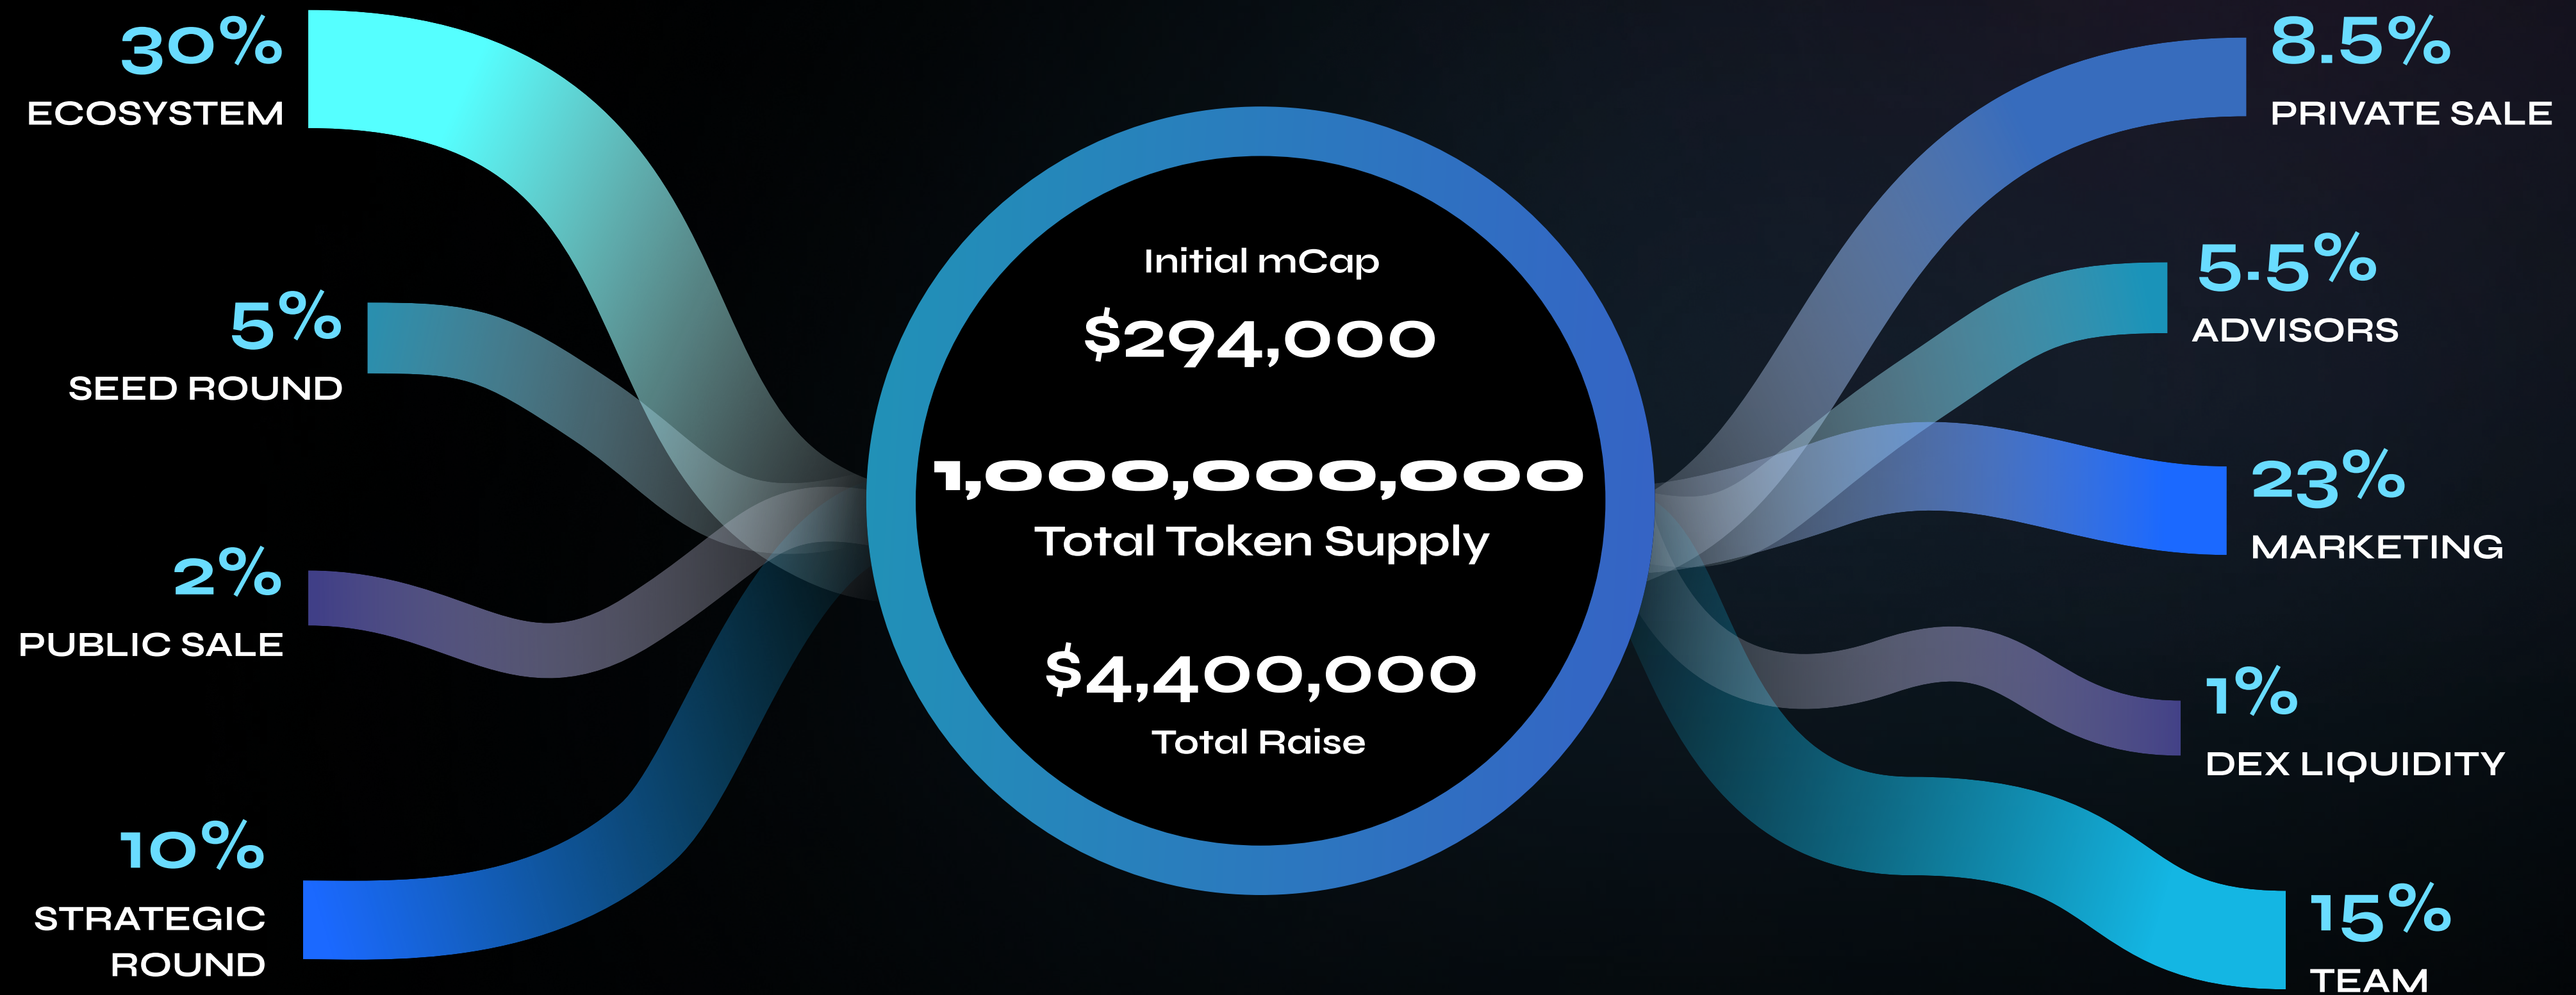 30%
ECOSYSTEM
5%
SEED ROUND
2%
PUBLIC SALE
10%
STRATEGIC
ROUND
Initial mCap
$294,000
1,000,000,000
Total Token Supply
$4,400,000
Total Raise
8.5%
PRIVATE SALE
5.5%
ADVISORS
23%
MARKETING
1%
DEX LIQUIDITY
15%
TEAM